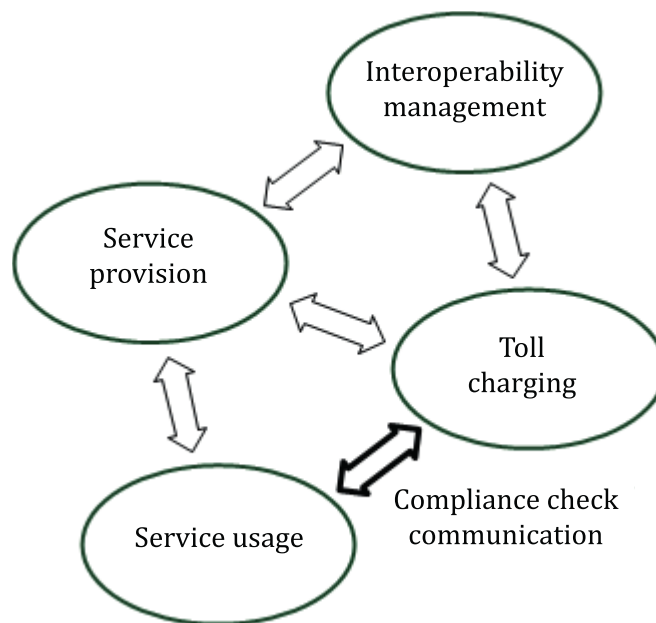 Interoperability
management
Service
provision
Toll
charging
Compliance check
communication
Service usage